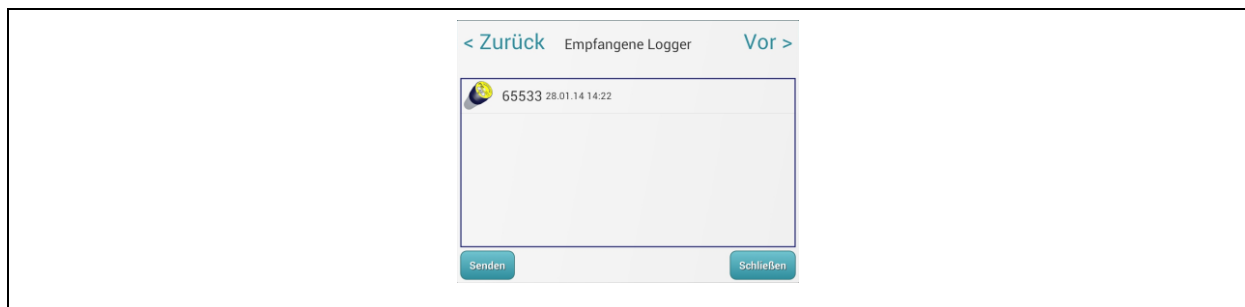 < Zurück Empfangene Logger Vor >
65533 28.01.14 14:22
Senden Schließen